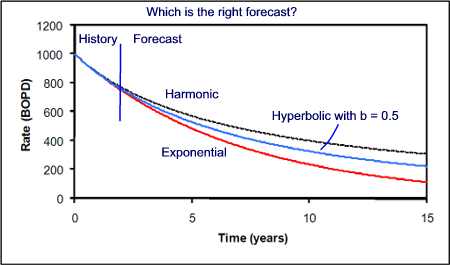 Which is the right forecast?
1200
History
Forecast
1000
800
Harmonic
Hyperbolic with b = 0.5
600
Rate (BOPD)
400
Exponential
200
0
0
5
10
15
Time (years)